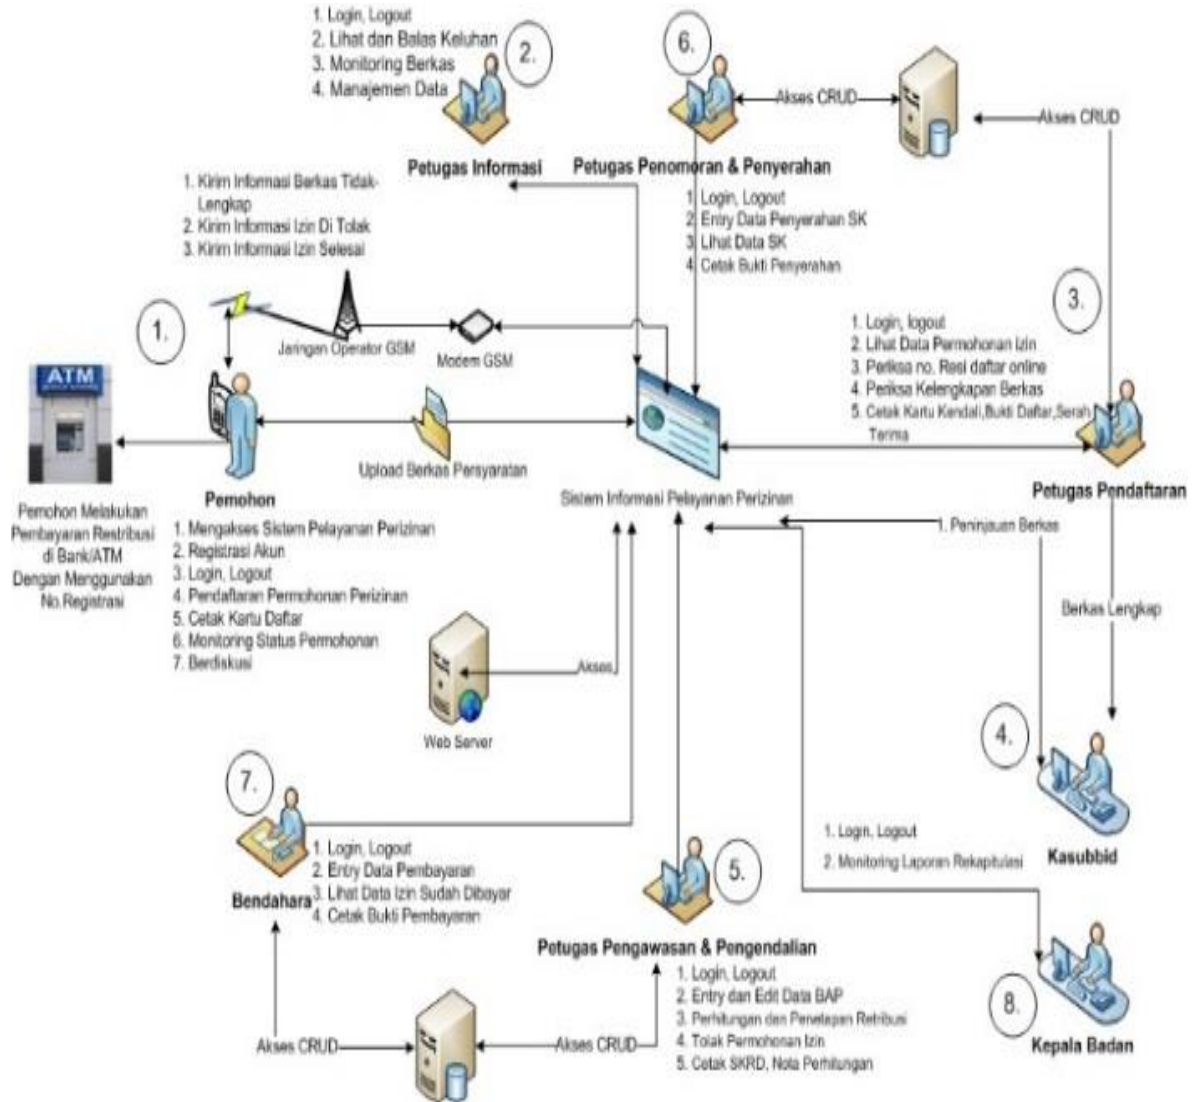 1. Login, Logout
2. Lihat dan Balas Keluhan
3. Monitoring Berkas
4. Manajemen Data
2.
Petugas Informasi
6.
Akses CRUD
Akses CRUD
Petugas Penomoran & Penyerahan
1. Login, Logout
2. Entry Data Penyerahan SK
3. Lihat Data SK
4. Cetak Bukti Penyerahan
1. Kirim Informasi Berkas Tidak-
Lengkap
2. Kirim Informasi Izin Di Tolak
3. Kirim Informasi Izin Selesai
1.
Jaringan Operator GSM
Modem GSM
3.
1. Login, logout
2. Lihat Data Permohonan Izin
3. Periksa no. Resi daftar online
4. Periksa Kelengkapan Berkas
5. Cetak Kartu Kendali,Bukti Daftar,Serah
Terima
Petugas Pendaftaran
ATM
Pemohon Melakukan
Pembayaran Restribusi
di Bank/ATM
Dengan Menggunakan
No.Registrasi
Upload Berkas Persyaratan
Sistem Informasi Pelayanan Perizinan
Pemohon
1. Mengakses Sistem Pelayanan Perizinan
2. Registrasi Akun
3. Login, Logout
4. Pendaftaran Permohonan Perizinan
5. Cetak Kartu Daftar
6. Monitoring Status Permohonan
7. Berdiskusi
1. Peninjauan Berkas
Berkas Lengkap
Akses
Web Server
4.
Kasubbid
7.
Bendahara
1. Login, Logout
2. Entry Data Pembayaran
3. Lihat Data Izin Sudah Dibayar
4. Cetak Bukti Pembayaran
5.
Petugas Pengawasan & Pengendalian
1. Login, Logout
2. Entry dan Edit Data BAP
3. Perhitungan dan Penetapan Retribusi
4. Tolak Permohonan Izin
5. Cetak SKRD, Nota Perhitungan
1. Login, Logout
2. Monitoring Laporan Rekapitulasi
8.
Kepala Badan
Akses CRUD
Akses CRUD